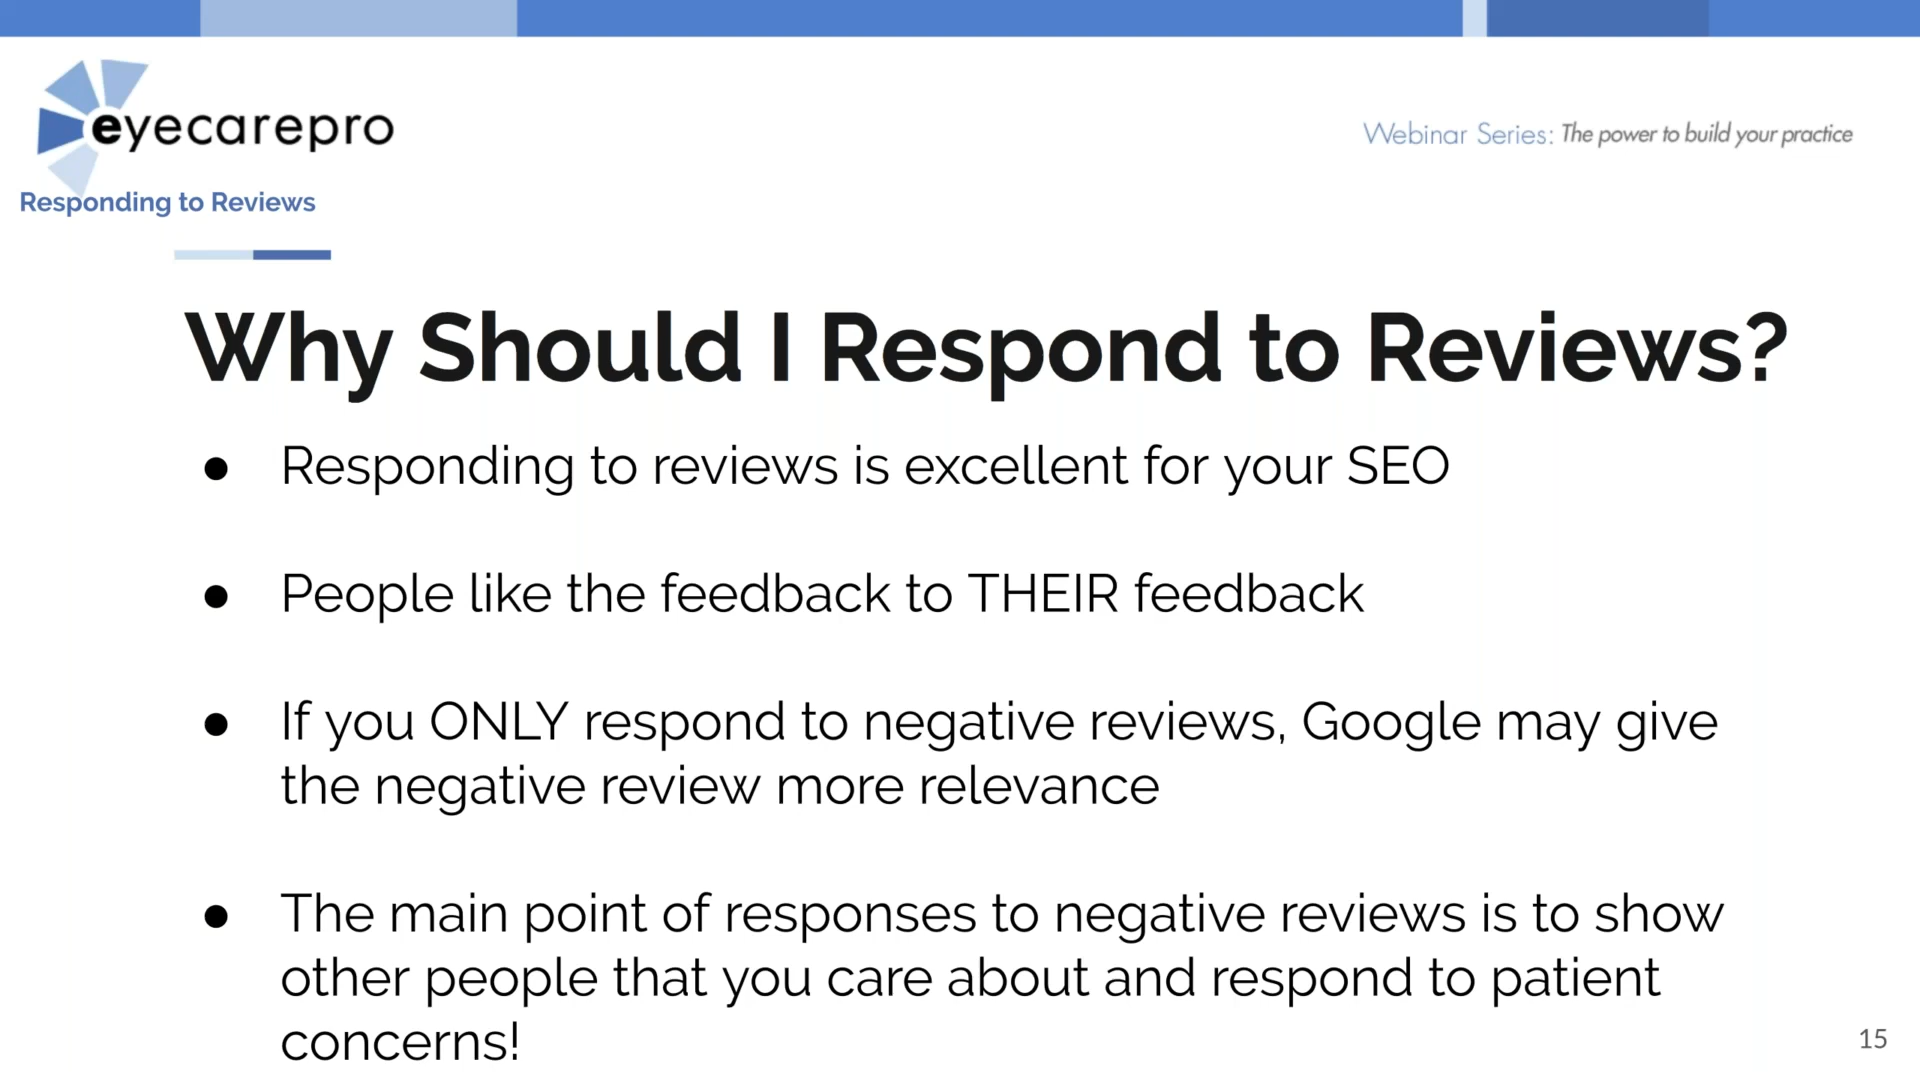 eyecarepro
Webinar Series: The power to build your practice
Responding to Reviews
Why Should I Respond to Reviews?
● Responding to reviews is excellent for your SEO
● People like the feedback to THEIR feedback
● If you ONLY respond to negative reviews, Google may give
the negative review more relevance
● The main point of responses to negative reviews is to show
other people that you care about and respond to patient
concerns!
15